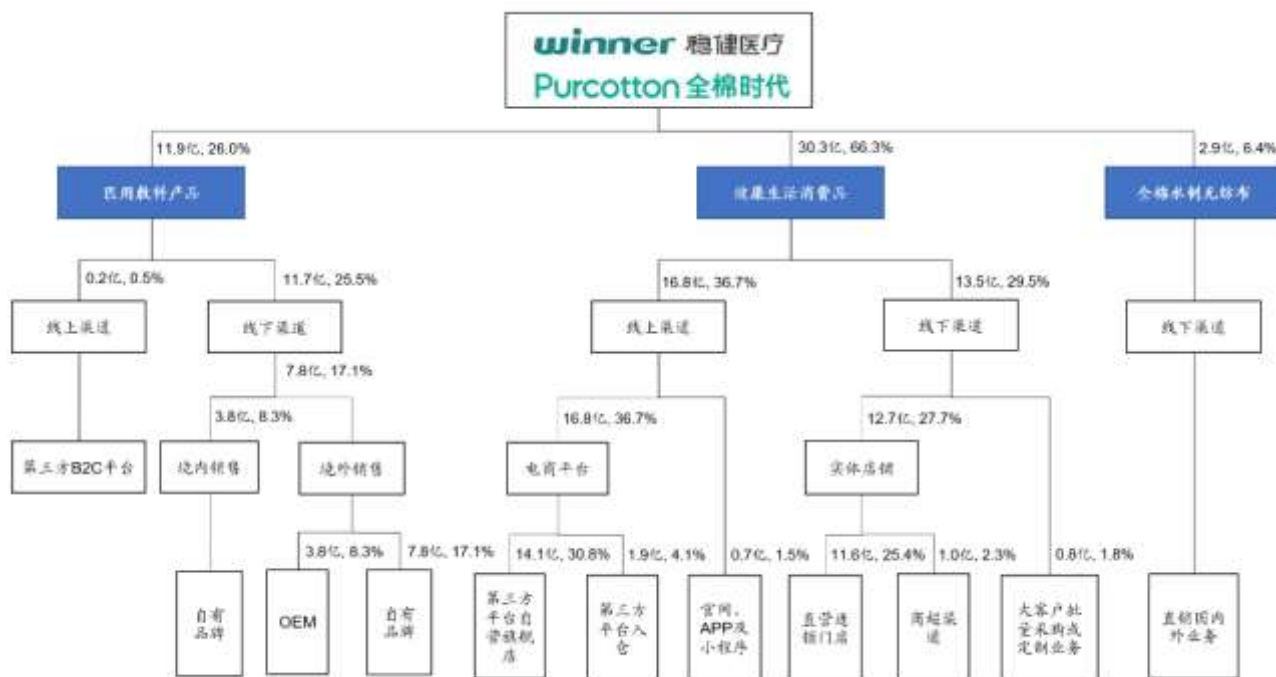 winner 稳健医疗
Purcotton 全棉时代
11.9亿, 26.0%
30.3亿, 66.3%
2.9亿, 6.4%
医用敷料产品
健康生活消费品
全棉水刺无纺布
0.2亿, 0.5%
11.7亿, 25.5%
16.8亿, 36.7%
13.5亿, 29.5%
线上渠道
线下渠道
线上渠道
线下渠道
线下渠道
7.8亿, 17.1%
3.8亿, 8.3%
16.8亿, 36.7%
12.7亿, 27.7%
第三方B2C平台
境内销售
境外销售
电商平台
实体店铺
3.8亿, 8.3%
7.8亿, 17.1%
14.1亿, 30.8%
1.9亿, 4.1%
0.7亿, 1.5%
11.6亿, 25.4%
1.0亿, 2.3%
0.8亿, 1.8%
自有
品牌
OEM
自有
品牌
第三方
平台自
营旗舰
店
第三方
平台入
仓
官网、
APP及
小程序
直营连
锁门店
商超渠
道
大客户批
量采购或
定制业务
直销国内
外业务